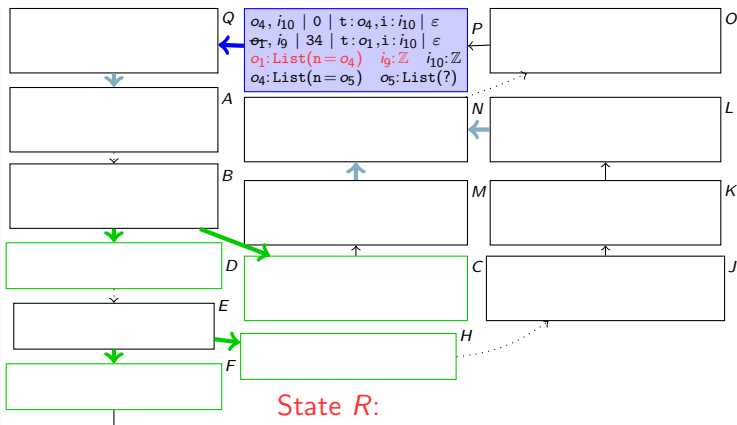 Q
o₄, i₁₀ | 0 | t: o₄,i: i₁₀ | ε
o₁, i₉ | 34 | t: o₁,i: i₁₀ | ε
o₁: List(n= o₄) i₉: ℤ i₁₀: ℤ
o₄: List(n= o₅) o₅: List(?)
P
O
A
N
L
B
M
K
D
C
J
E
H
F
State R: